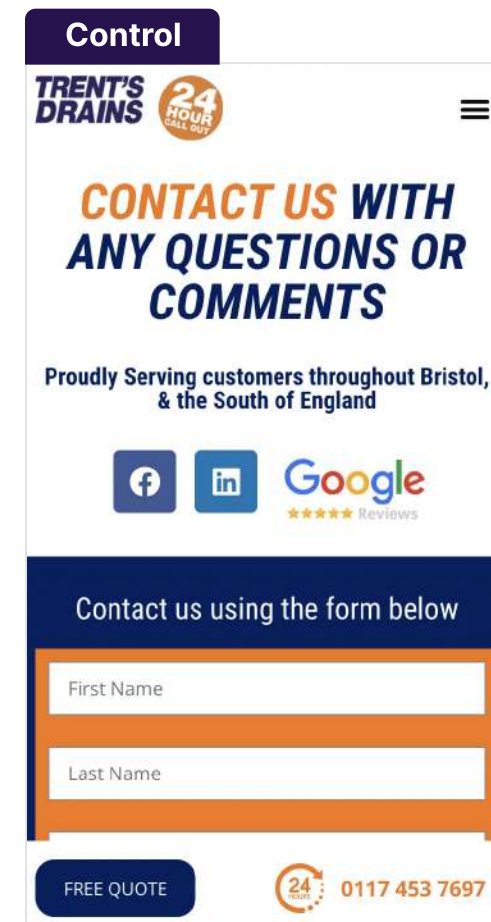 Control
TRENT'S
DRAINS
24
HOUR
CALL OUT
CONTACT US WITH
ANY QUESTIONS OR
COMMENTS
Proudly Serving customers throughout Bristol,
& the South of England
f
in
Google
Reviews
Contact us using the form below
First Name
Last Name
FREE QUOTE
24
HOURS
0117 453 7697